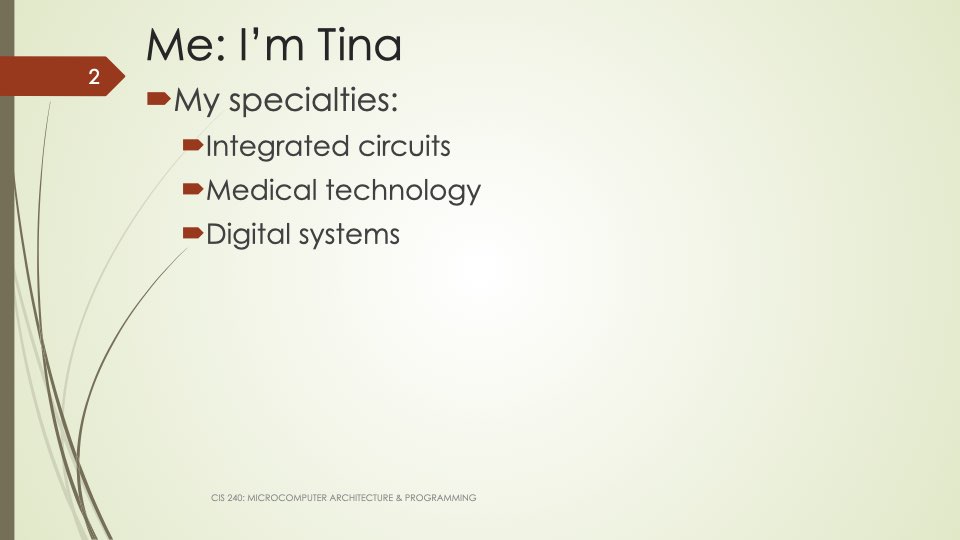 Me: I’m Tina
2
My specialties:
Integrated circuits
Medical technology
Digital systems
CIS 240: MICROCOMPUTER ARCHITECTURE & PROGRAMMING